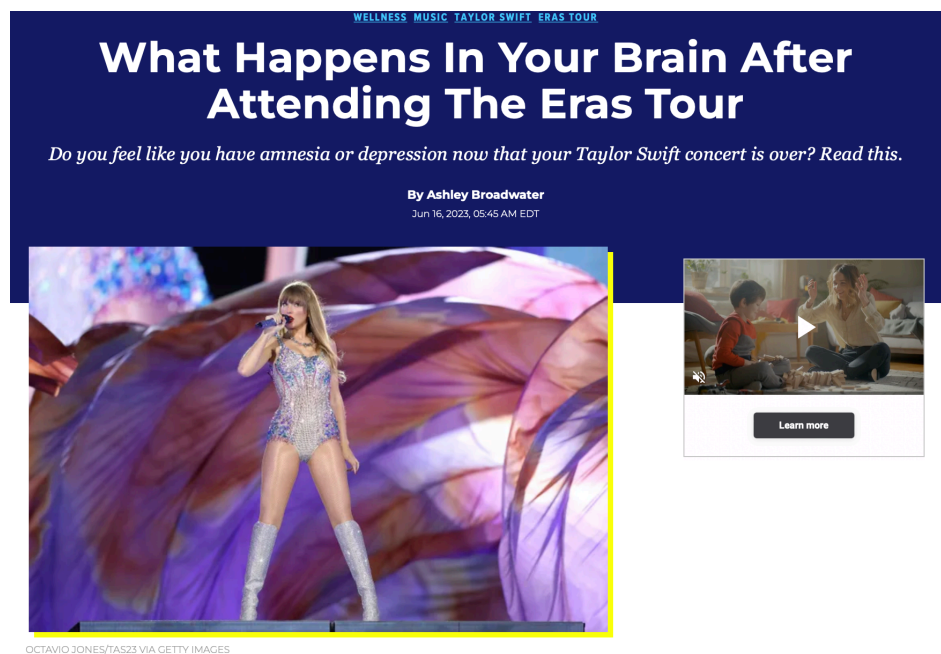 WELLNESS MUSIC TAYLOR SWIFT ERAS TOUR
What Happens In Your Brain After
Attending The Eras Tour
Do you feel like you have amnesia or depression now that your Taylor Swift concert is over? Read this.
By Ashley Broadwater
Jun 16, 2023, 05:45 AM EDT
Learn more
OCTAVIO JONES/TAS23 VIA GETTY IMAGES